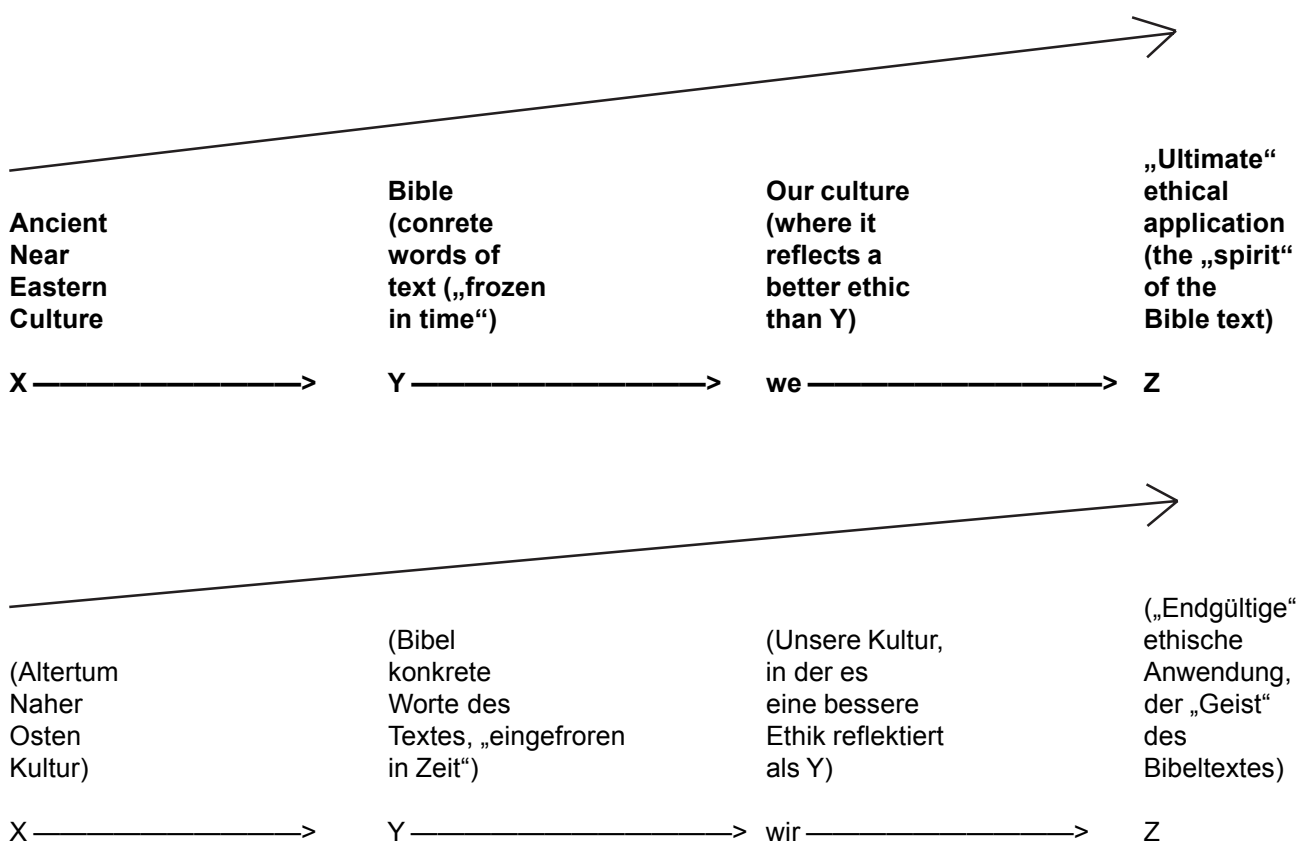 Ancient
Near
Eastern
Culture
Bible
(conrete
words of
text („frozen
in time“)
Our culture
(where it
reflects a
better ethic
than Y)
„Ultimate“
ethical
application
(the „spirit“
of the
Bible text)
X ——————————> Y ——————————> we ——————————> Z
(Altertum
Naher
Osten
Kultur)
(Bibel
konkrete
Worte des
Textes, „eingefroren
in Zeit“)
(Unsere Kultur,
in der es
eine bessere
Ethik reflektiert
als Y)
(„Endgültige“
ethische
Anwendung,
der „Geist“
des
Bibeltextes)
X ——————————> Y ———————————> wir ——————————> Z